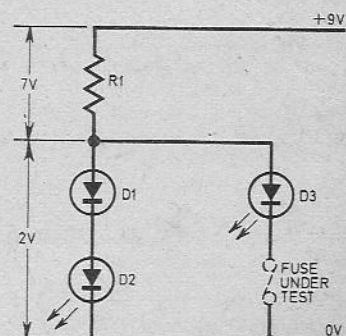 +9V
7V
R1
D1
D3
2V
D2
FUSE
UNDER
TEST
0V